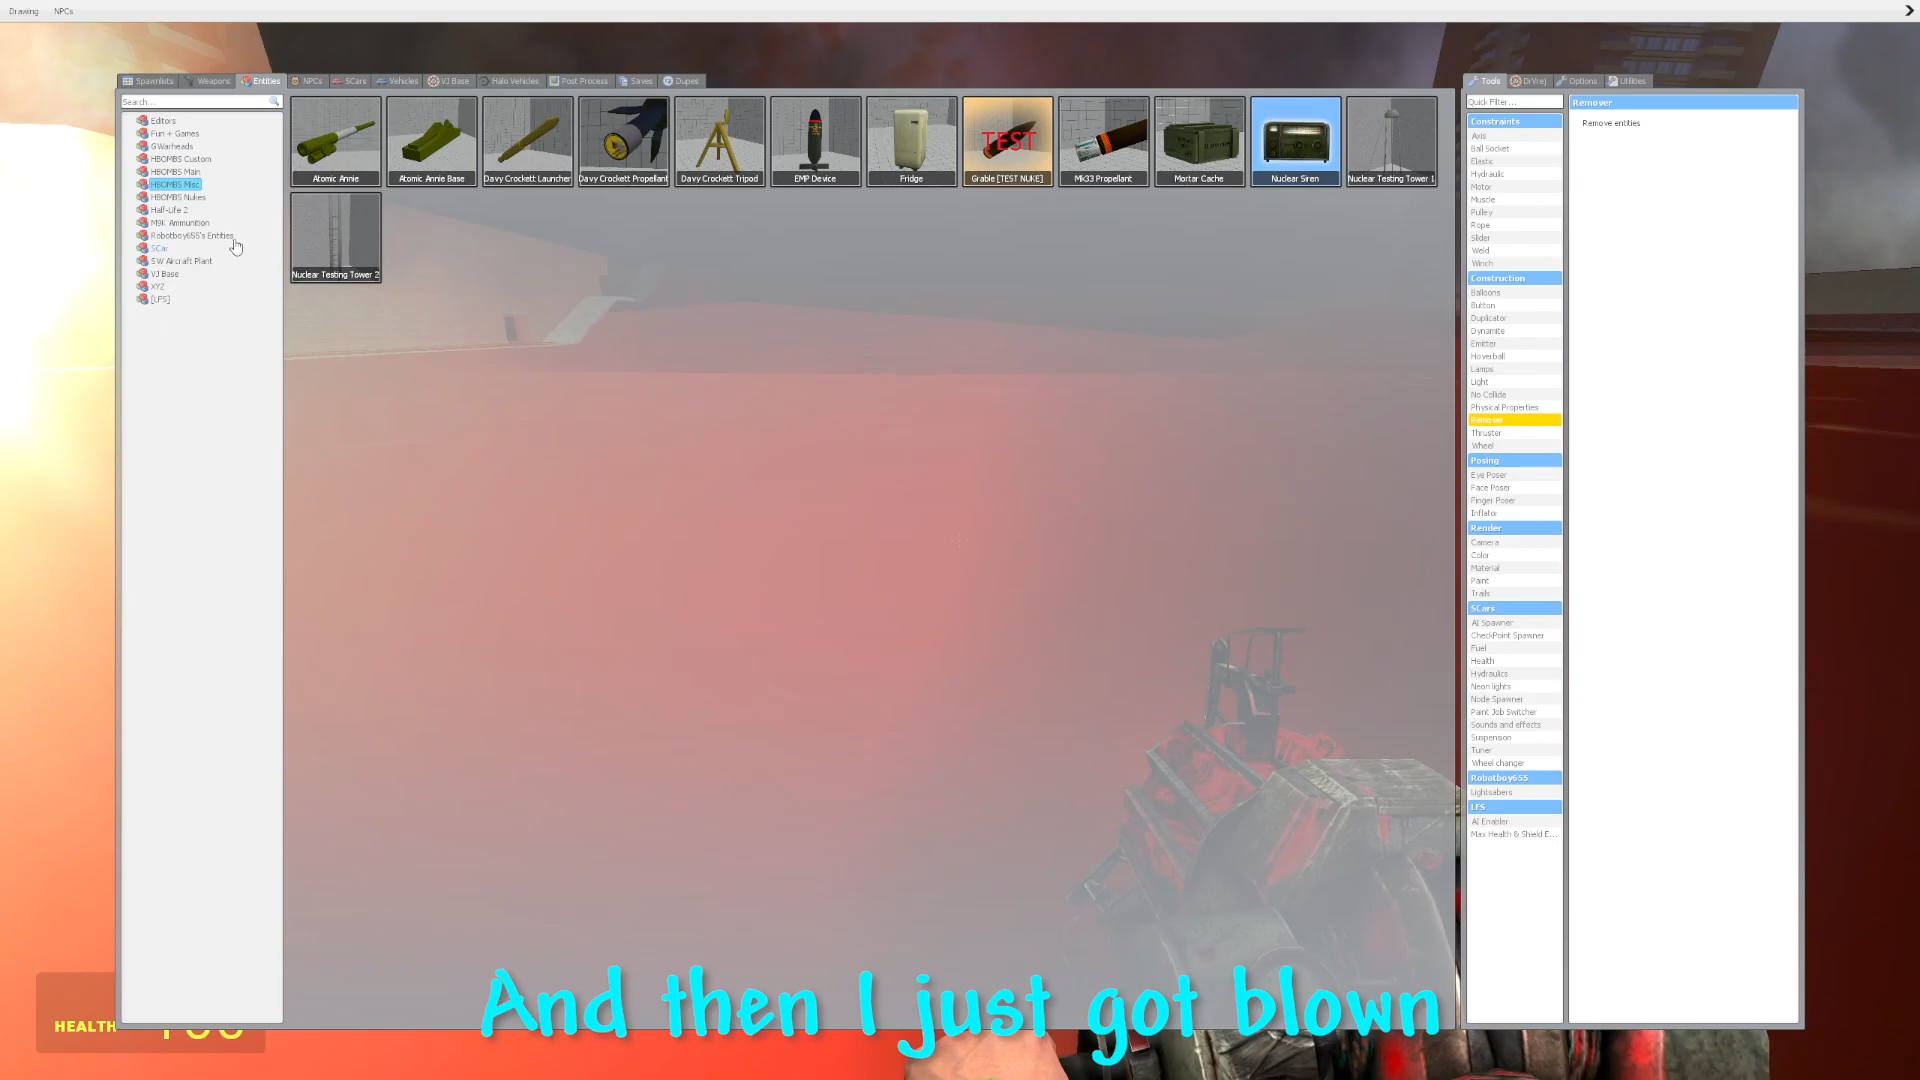 Drawing NPCs
Spawnlists Weapons Entities NPCs SCars Vehicles VJ Base Halo Vehicles Post Process Saves Dupes
Search...
Editors
Fun + Games
GWarheads
HBOMBS Custom
HBOMBS Main
HBOMBS Misc
HBOMBS Nukes
Half-Life 2
M9K Ammunition
Robotboy655's Entities
SCar
SW Aircraft Plant
VJ Base
XYZ
[LFS]
TEST
Atomic Annie
Atomic Annie Base
Davy Crockett Launcher
Davy Crockett Propellant
Davy Crockett Tripod
EMP Device
Fridge
Grable [TEST NUKE]
Mk33 Propellant
Mortar Cache
Nuclear Siren
Nuclear Testing Tower 1
Nuclear Testing Tower 2
Tools DrVrej Options Utilities
Quick Filter...
Constraints
Axis
Ball Socket
Elastic
Hydraulic
Motor
Muscle
Pulley
Rope
Slider
Weld
Winch
Construction
Balloons
Button
Duplicator
Dynamite
Emitter
Hoverball
Lamps
Light
No Collide
Physical Properties
Remover
Thruster
Wheel
Posing
Eye Poser
Face Poser
Finger Poser
Inflator
Render
Camera
Color
Material
Paint
Trails
SCars
AI Spawner
CheckPoint Spawner
Fuel
Health
Hydraulics
Neon lights
Node Spawner
Paint Job Switcher
Sounds and effects
Suspension
Tuner
Wheel changer
Robotboy655
Lightsabers
LFS
AI Enabler
Max Health & Shield E...
Remover
Remove entities
HEALTH
And then I just got blown